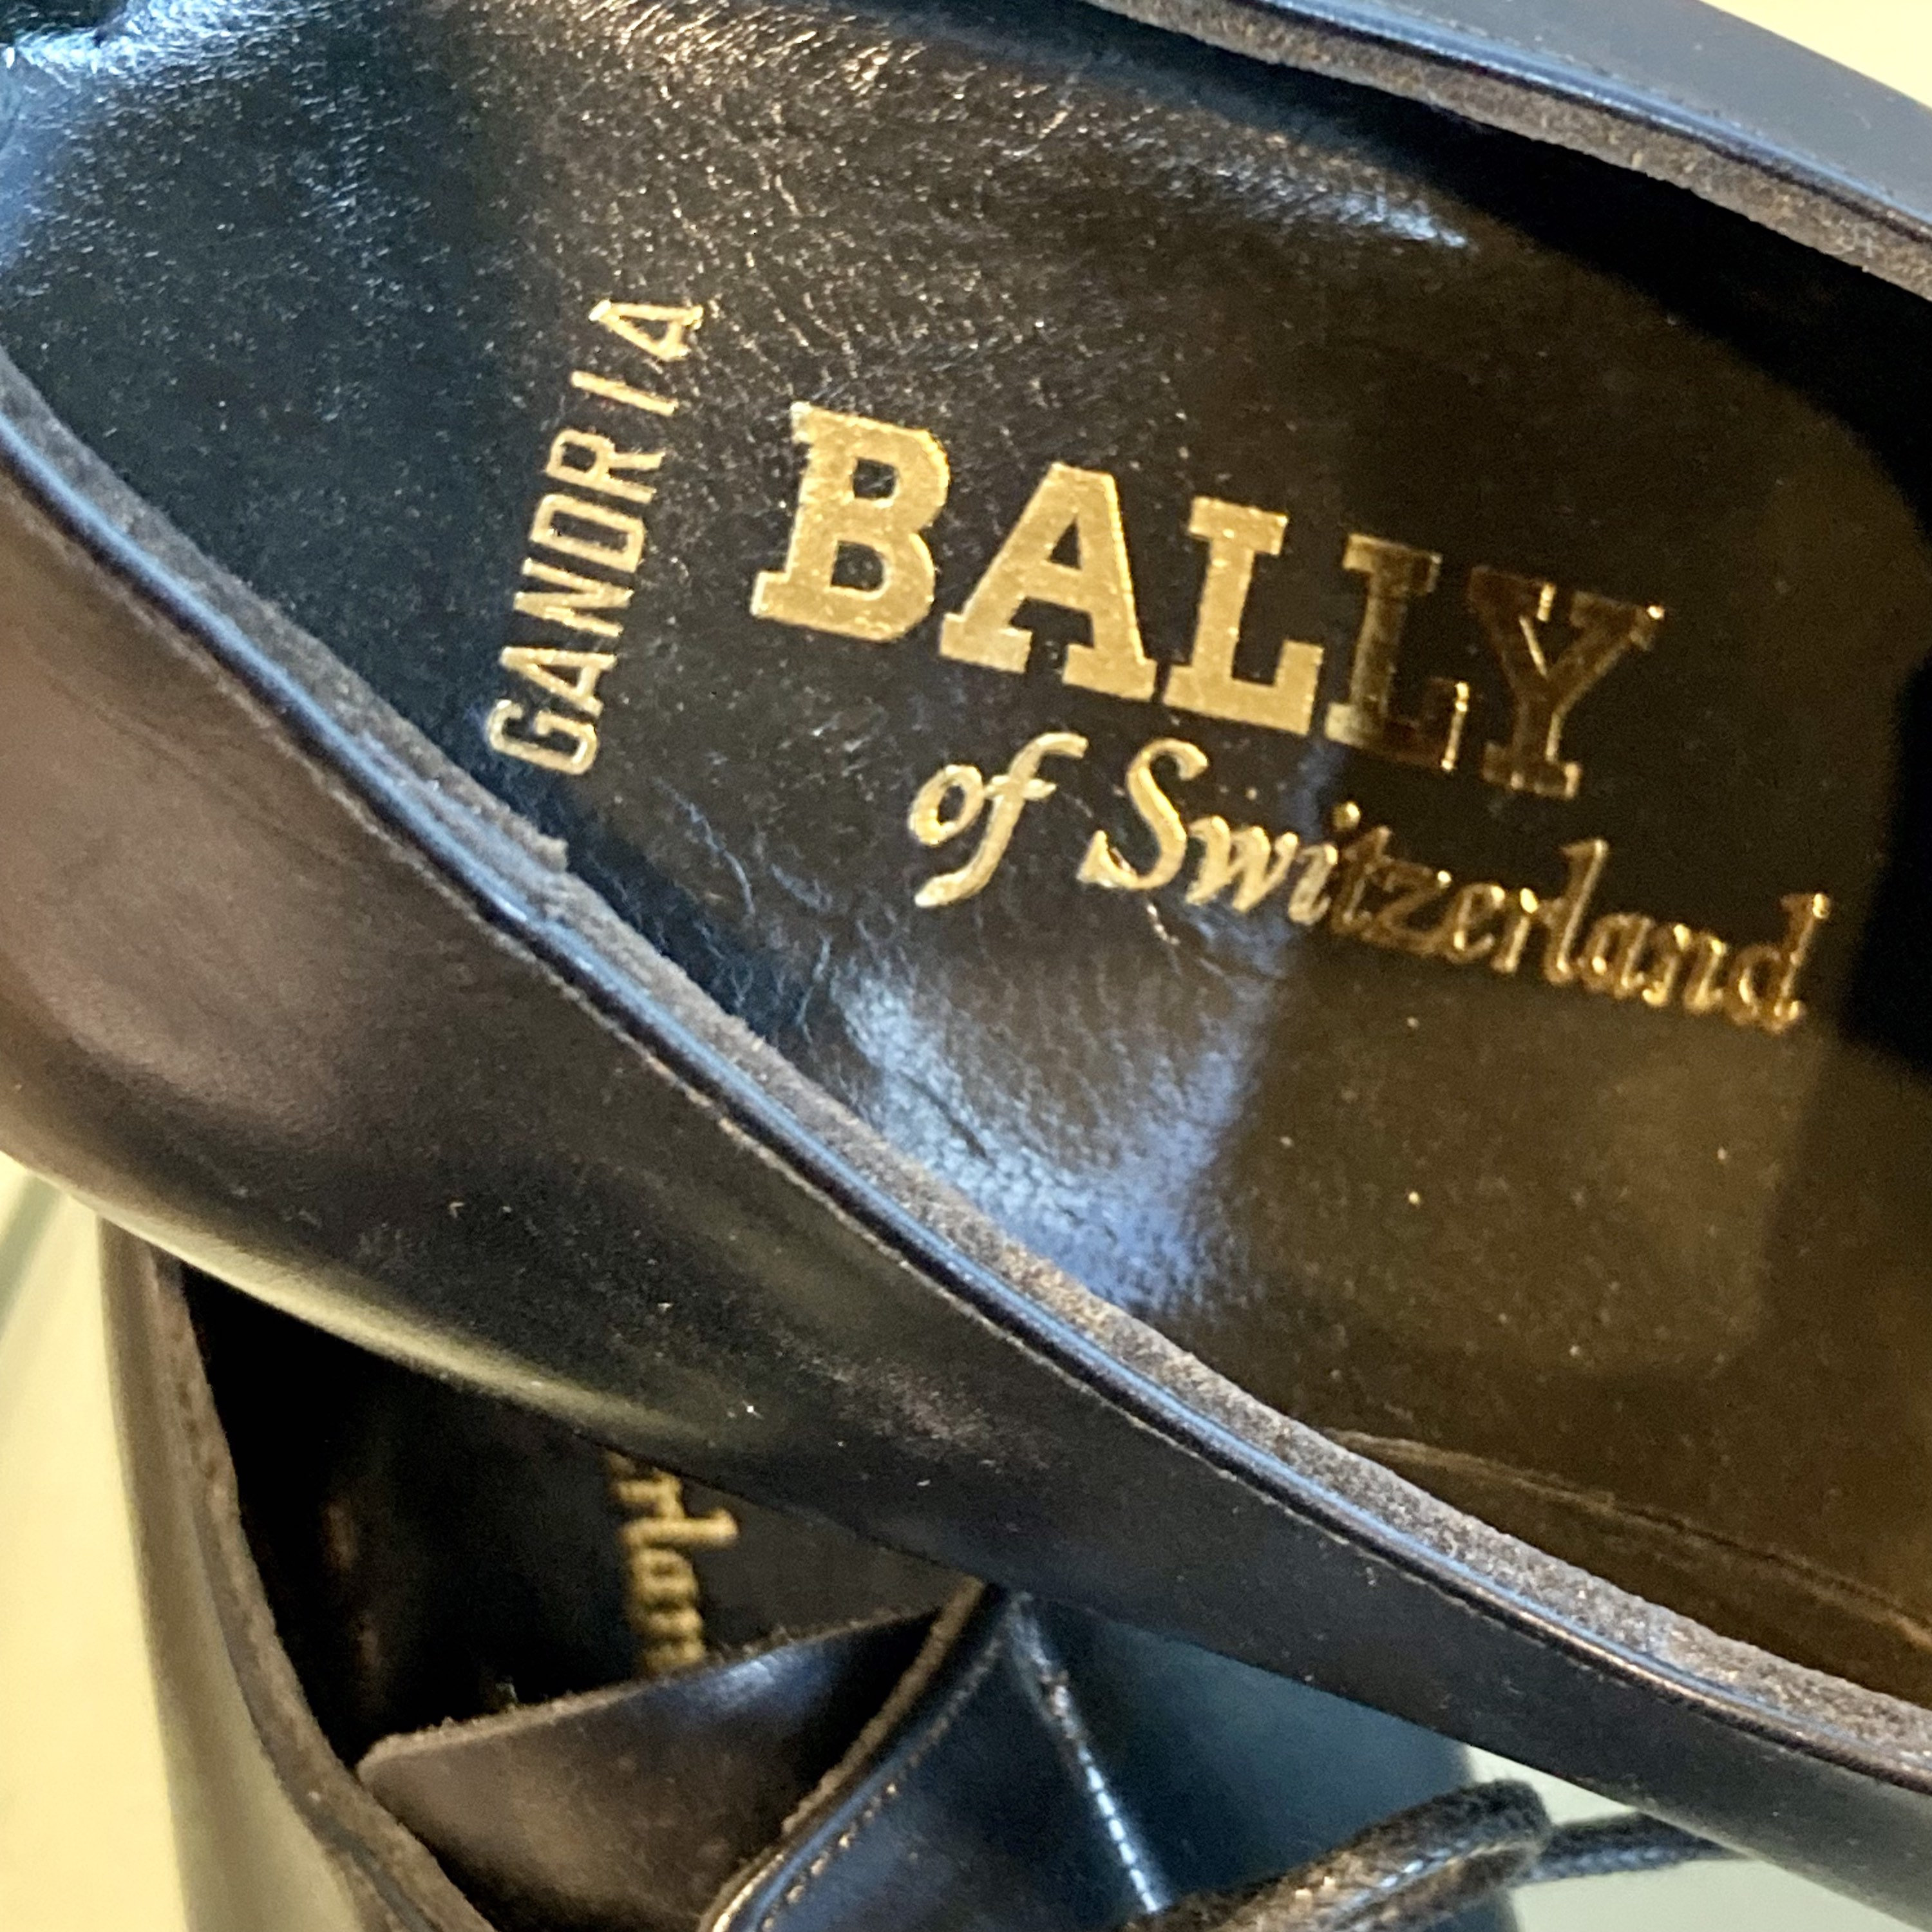 GANDRIA
BALLY
of Switzerland